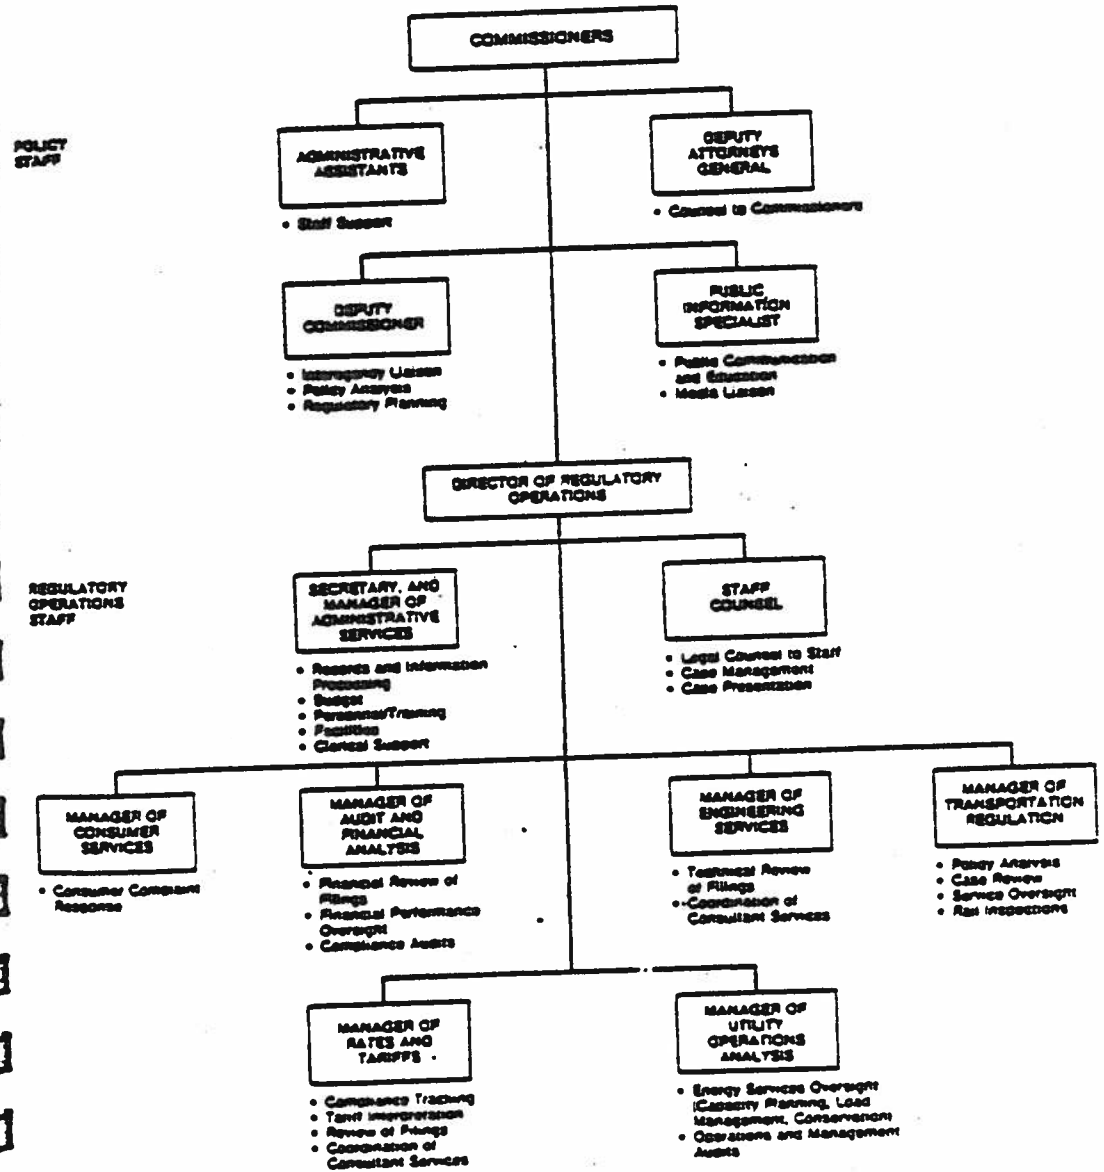 COMMISSIONERS
POLICY
STAFF
ADMINISTRATIVE
ASSISTANTS
• Staff Support
DEPUTY
ATTORNEYS
GENERAL
• Counsel to Commissioners
DEPUTY
COMMISSIONER
• Interagency Liaison
• Policy Analysis
• Regulatory Planning
PUBLIC
INFORMATION
SPECIALIST
• Public Communication
and Education
• Media Liaison
DIRECTOR OF REGULATORY
OPERATIONS
REGULATORY
OPERATIONS
STAFF
SECRETARY, AND
MANAGER OF
ADMINISTRATIVE
SERVICES
• Records and Information
Processing
• Budget
• Personnel/Training
• Facilities
• Clerical Support
STAFF
COUNSEL
• Legal Counsel to Staff
• Case Management
• Case Presentation
MANAGER OF
CONSUMER
SERVICES
• Consumer Complaint
Response
MANAGER OF
AUDIT AND
FINANCIAL
ANALYSIS
• Financial Review of
Filings
• Financial Performance
Oversight
• Compliance Audits
MANAGER OF
ENGINEERING
SERVICES
• Technical Review
of Filings
• Coordination of
Consultant Services
MANAGER OF
TRANSPORTATION
REGULATION
• Policy Analysis
• Case Review
• Service Oversight
• Rail Inspections
MANAGER OF
RATES AND
TARIFFS
• Compliance Tracking
• Tariff Interpretation
• Review of Filings
• Coordination of
Consultant Services
MANAGER OF
UTILITY
OPERATIONS
ANALYSIS
• Energy Services Oversight
(Capacity Planning, Load
Management, Conservation)
• Operations and Management
Audits